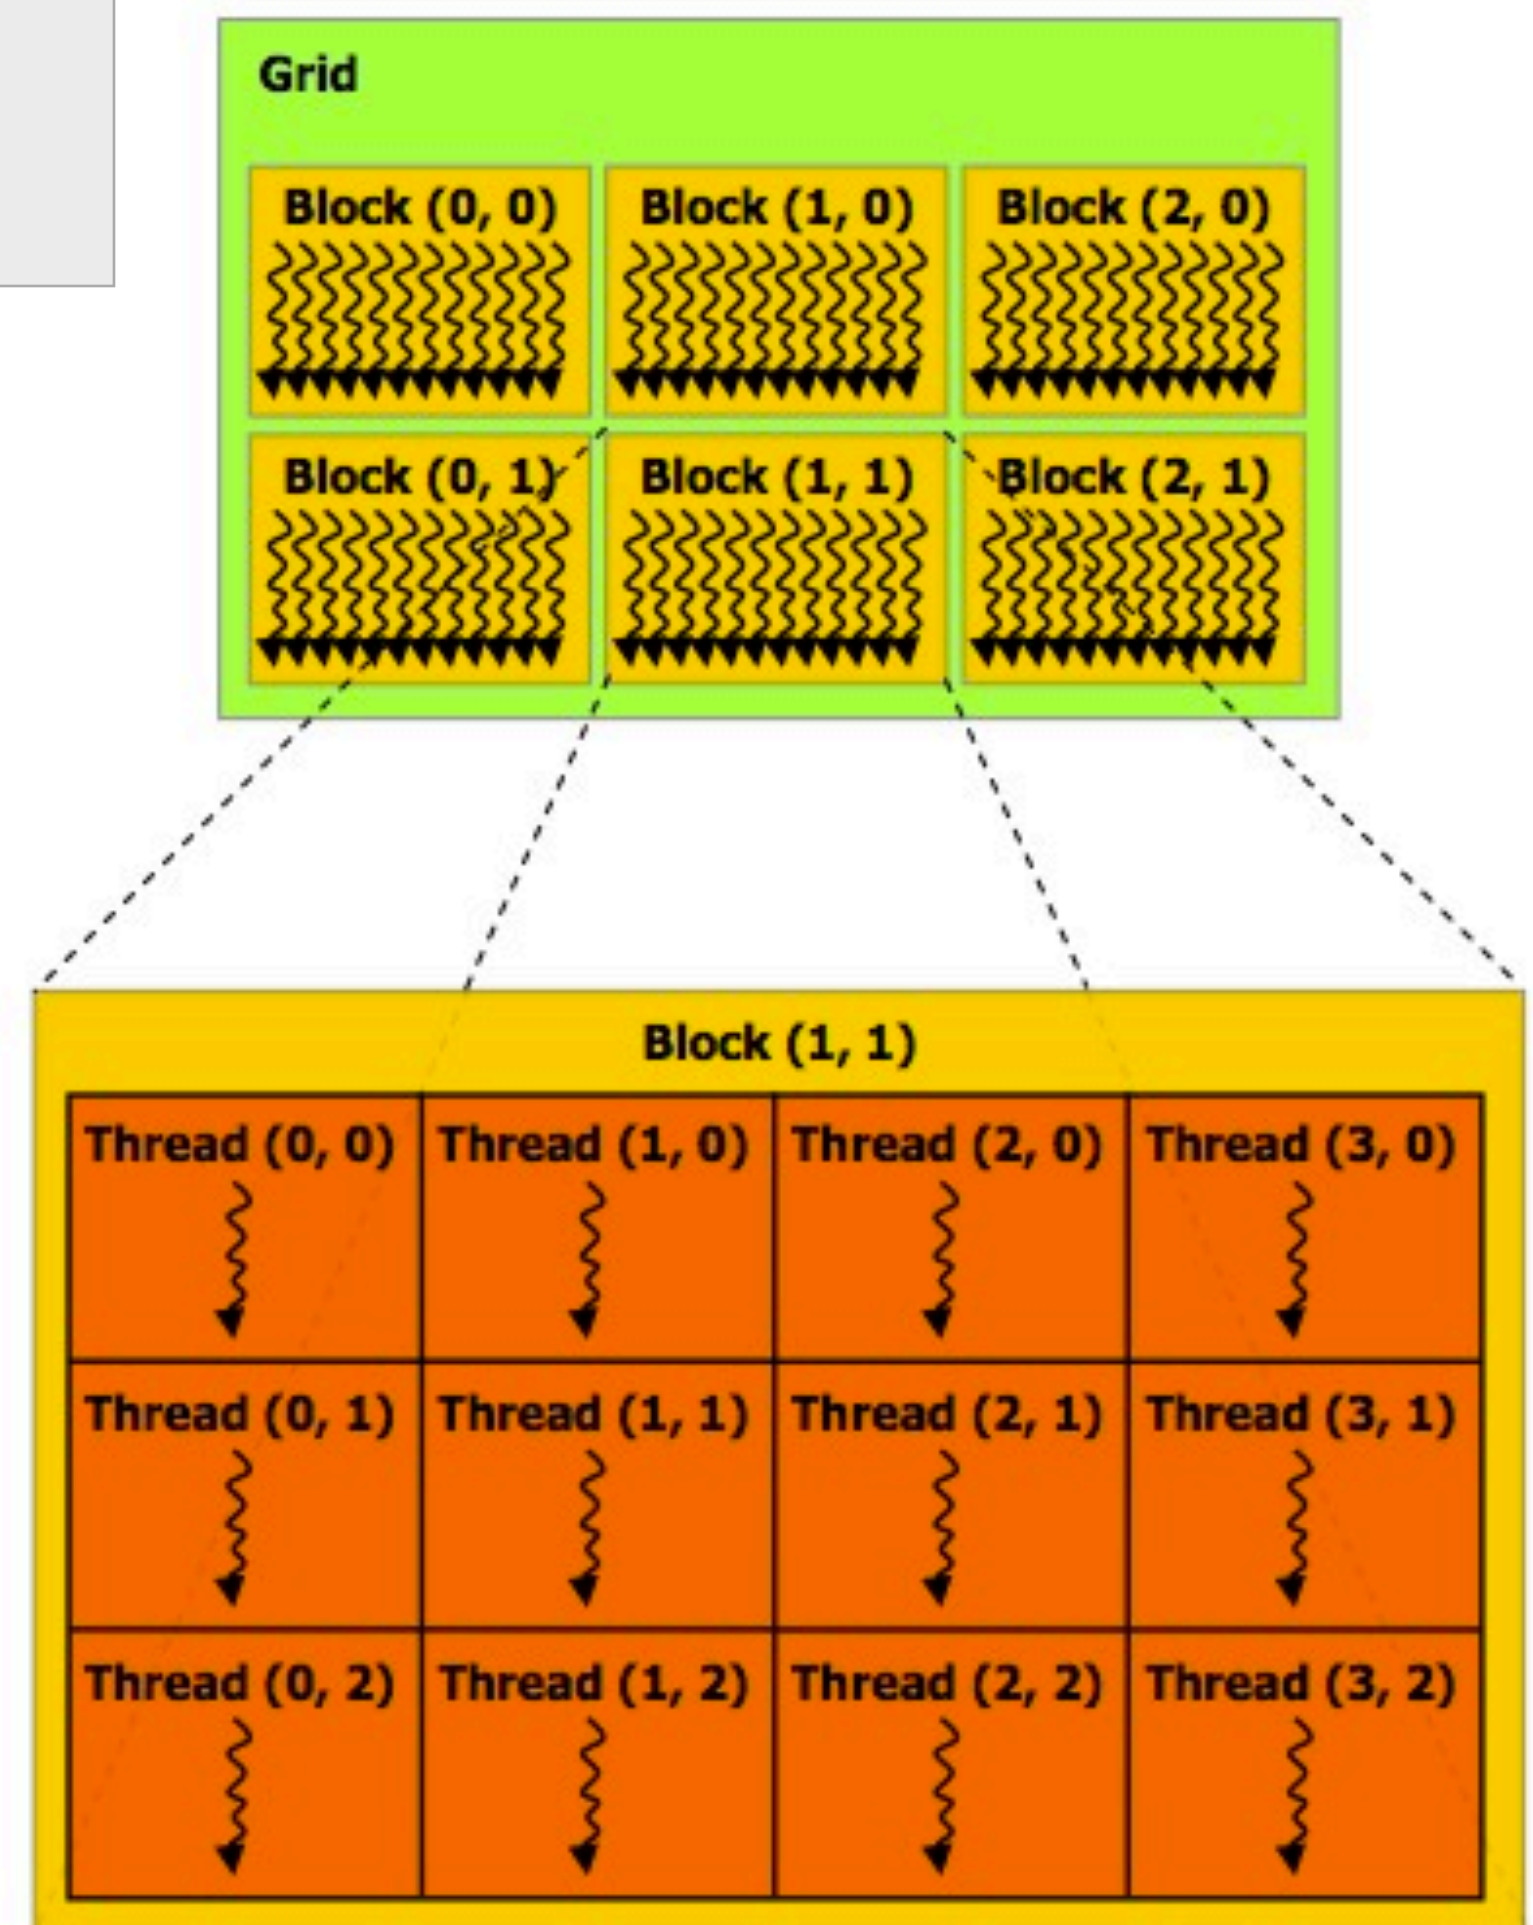 Grid
Block (0, 0) Block (1, 0) Block (2, 0)
Block (0, 1) Block (1, 1) Block (2, 1)
Block (1, 1)
Thread (0, 0) Thread (1, 0) Thread (2, 0) Thread (3, 0)
Thread (0, 1) Thread (1, 1) Thread (2, 1) Thread (3, 1)
Thread (0, 2) Thread (1, 2) Thread (2, 2) Thread (3, 2)